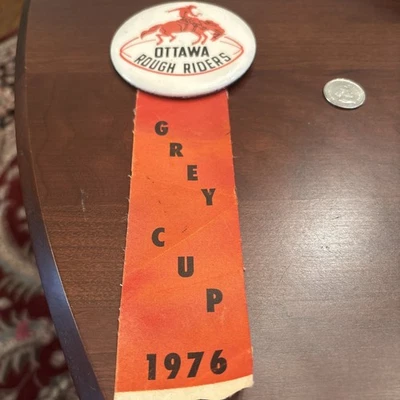 OTTAWA
ROUGH RIDERS
GREY
CUP
1976